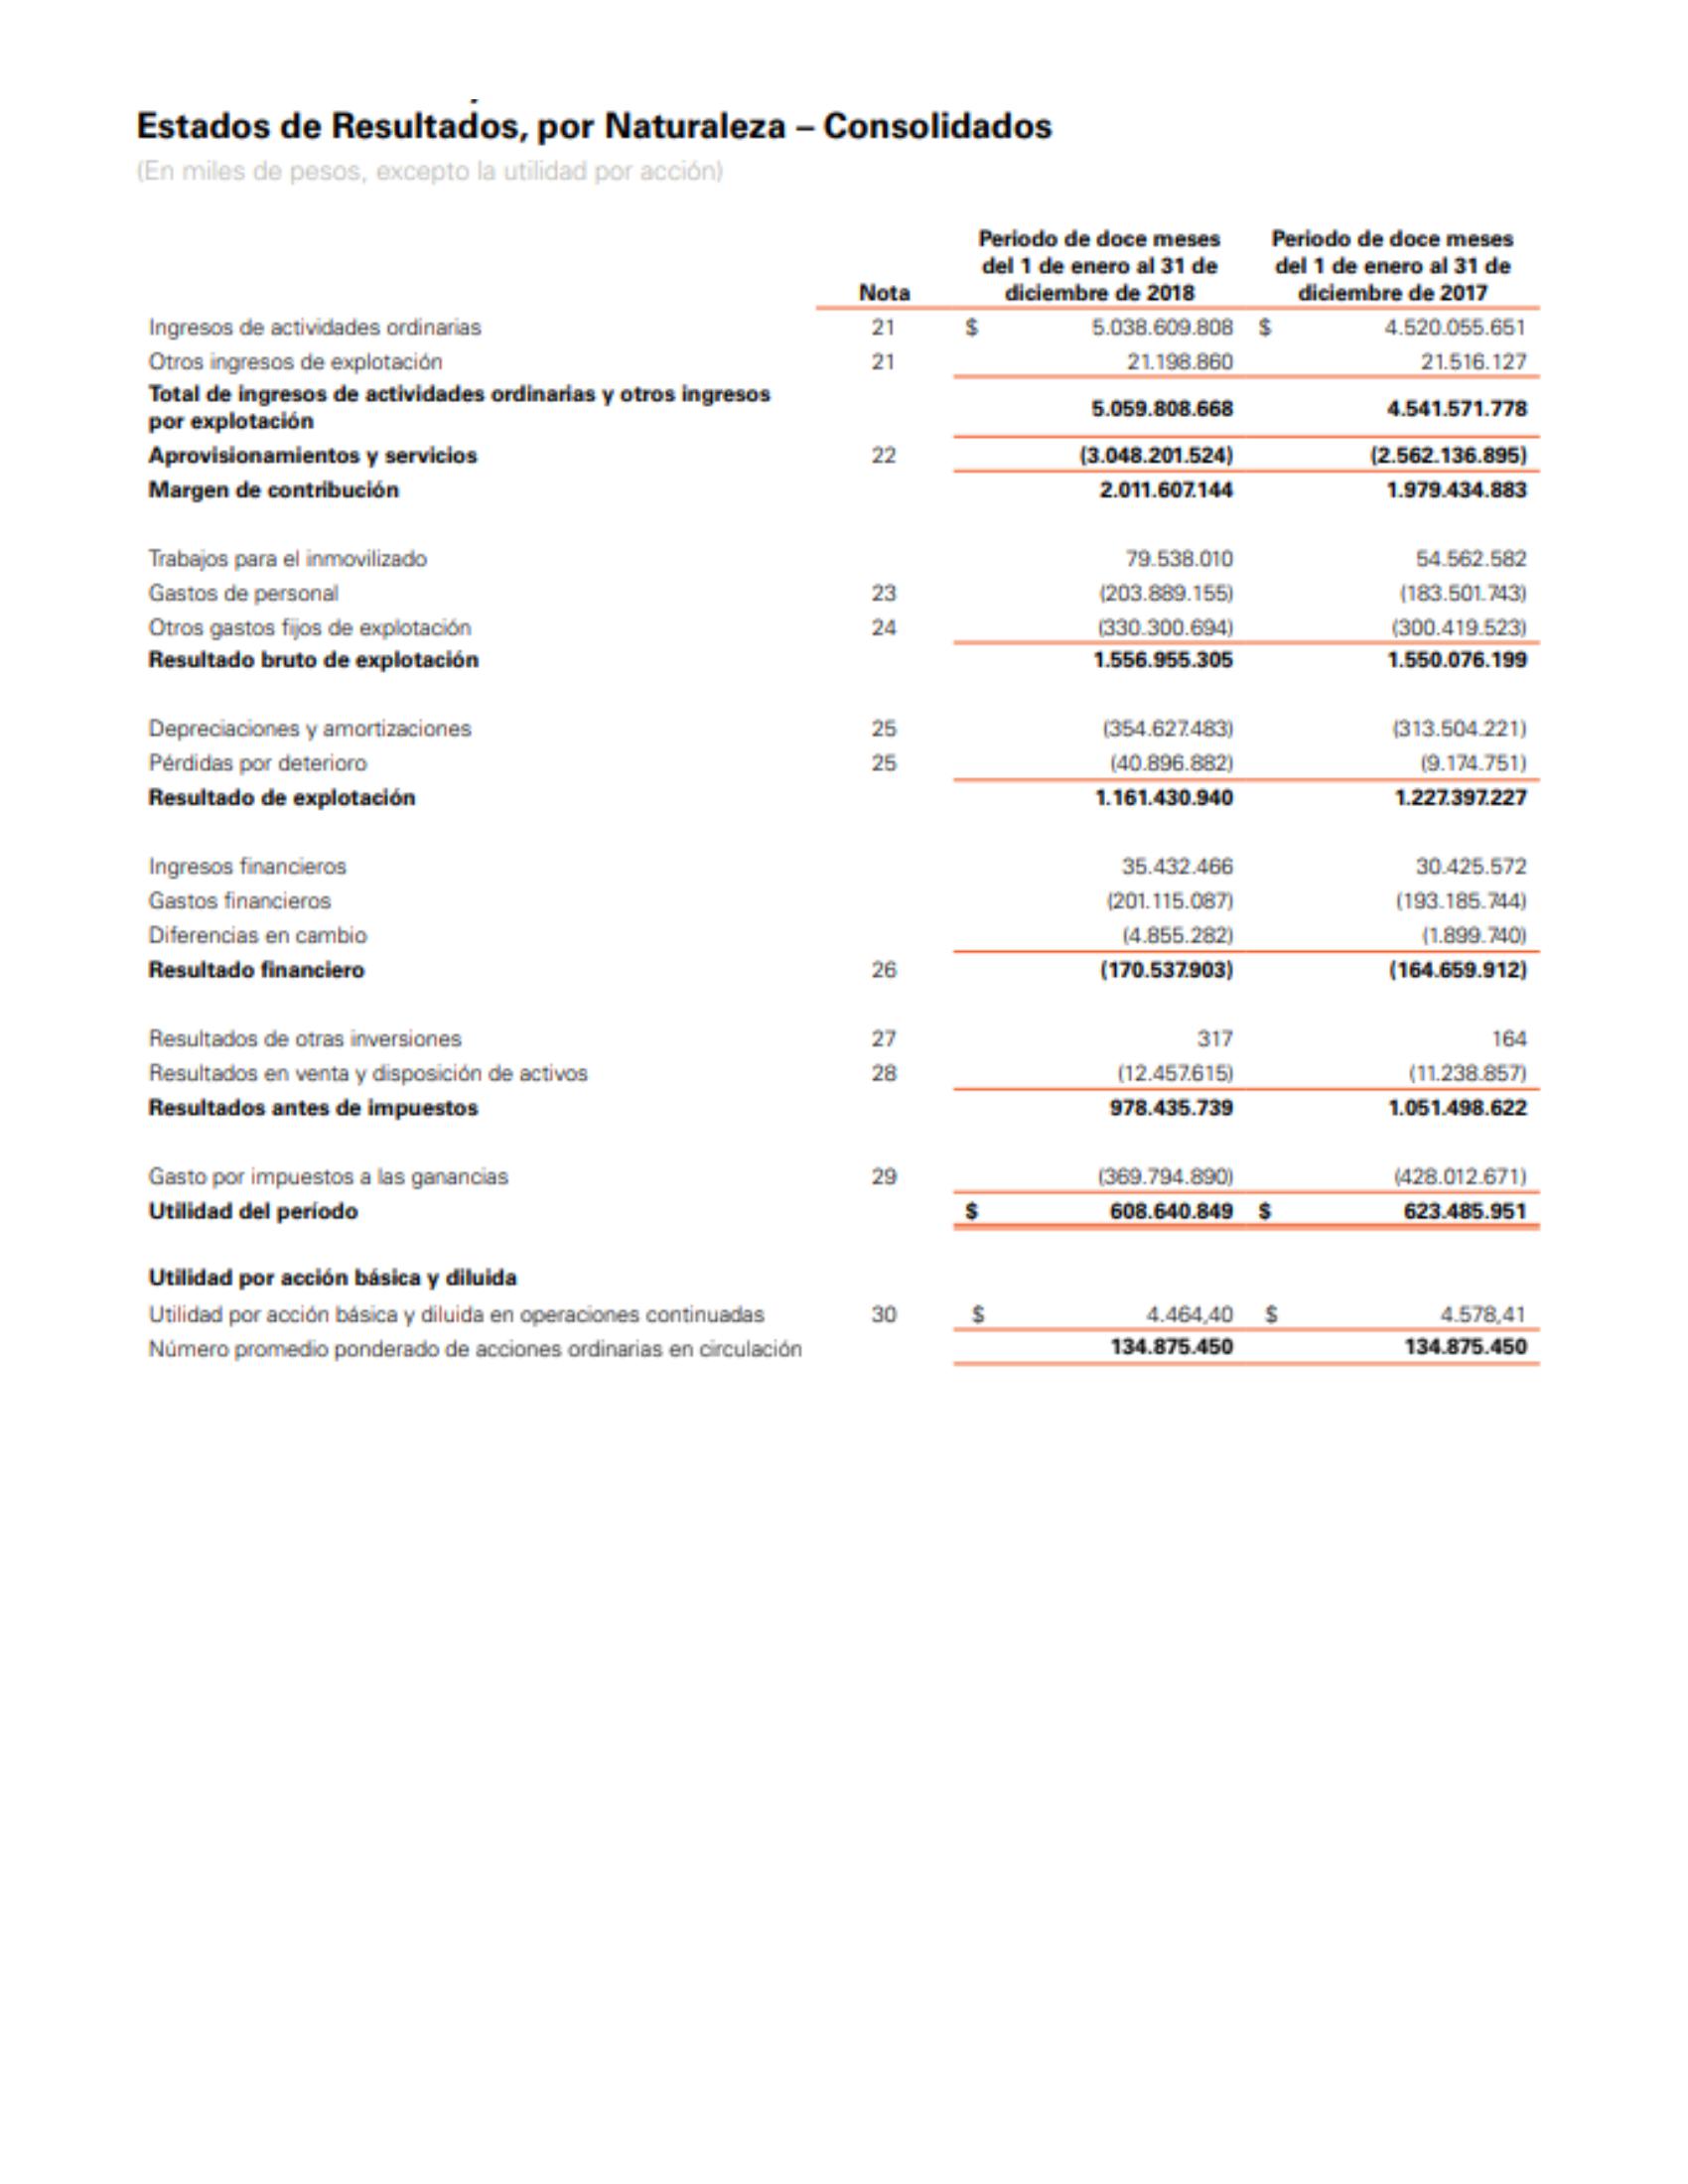 Estados de Resultados, por Naturaleza – Consolidados
(En miles de pesos, excepto la utilidad por acción)
Nota Periodo de doce meses del 1 de enero al 31 de diciembre de 2018 Periodo de doce meses del 1 de enero al 31 de diciembre de 2017
Ingresos de actividades ordinarias 21 $ 5.038.609.808 $ 4.520.055.651
Otros ingresos de explotación 21 21.198.860 21.516.127
Total de ingresos de actividades ordinarias y otros ingresos
por explotación 5.059.808.668 4.541.571.778
Aprovisionamientos y servicios 22 (3.048.201.524) (2.562.136.895)
Margen de contribución 2.011.607.144 1.979.434.883
Trabajos para el inmovilizado 79.538.010 54.562.582
Gastos de personal 23 (203.889.155) (183.501.743)
Otros gastos fijos de explotación 24 (330.300.694) (300.419.523)
Resultado bruto de explotación 1.556.955.305 1.550.076.199
Depreciaciones y amortizaciones 25 (354.627.483) (313.504.221)
Pérdidas por deterioro 25 (40.896.882) (9.174.751)
Resultado de explotación 1.161.430.940 1.227.397.227
Ingresos financieros 35.432.466 30.425.572
Gastos financieros (201.115.087) (193.185.744)
Diferencias en cambio (4.855.282) (1.899.740)
Resultado financiero 26 (170.537.903) (164.659.912)
Resultados de otras inversiones 27 317 164
Resultados en venta y disposición de activos 28 (12.457.615) (11.238.857)
Resultados antes de impuestos 978.435.739 1.051.498.622
Gasto por impuestos a las ganancias 29 (369.794.890) (428.012.671)
Utilidad del período $ 608.640.849 $ 623.485.951
Utilidad por acción básica y diluida
Utilidad por acción básica y diluida en operaciones continuadas 30 $ 4.464,40 $ 4.578,41
Número promedio ponderado de acciones ordinarias en circulación 134.875.450 134.875.450